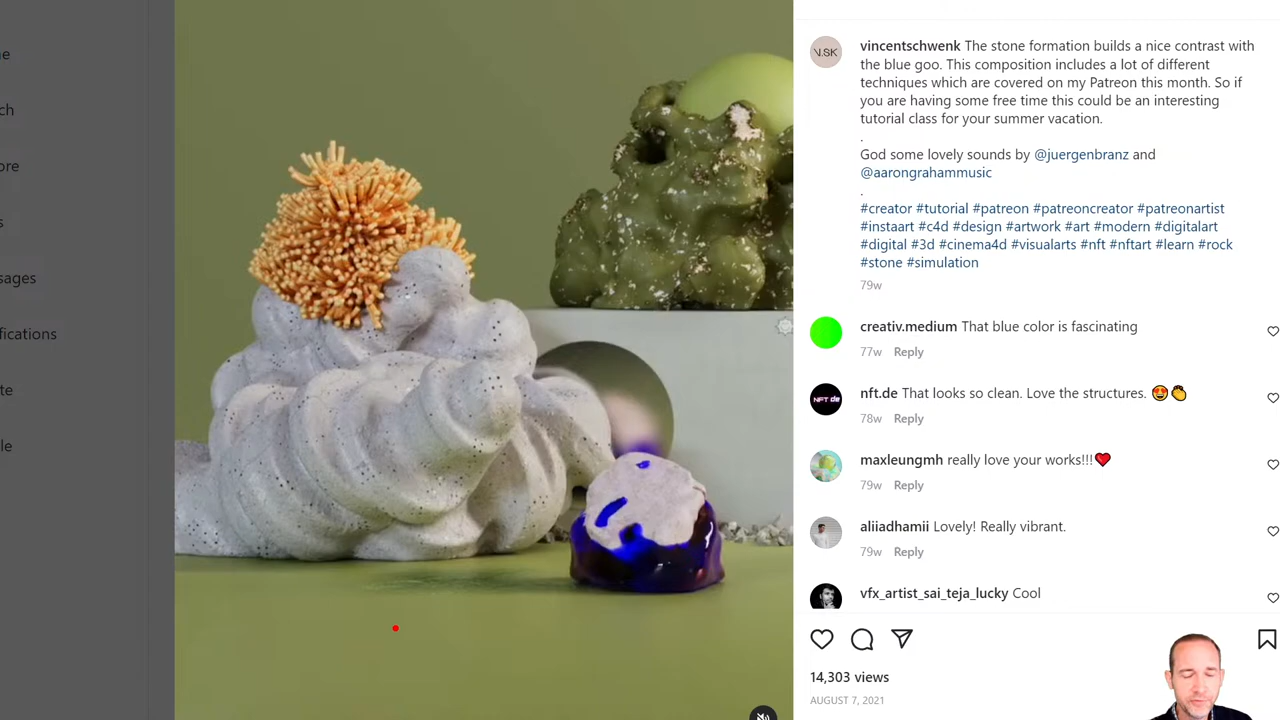 me
ch
ore
s
sages
ifications
te
le
V.SK
vincentschwenk The stone formation builds a nice contrast with
the blue goo. This composition includes a lot of different
techniques which are covered on my Patreon this month. So if
you are having some free time this could be an interesting
tutorial class for your summer vacation.
.
God some lovely sounds by @juergenbranz and
@aarongrahammusic
.
#creator #tutorial #patreon #patreoncreator #patreonartist
#instaart #c4d #design #artwork #art #modern #digitalart
#digital #3d #cinema4d #visualarts #nft #nftart #learn #rock
#stone #simulation
79w
creativ.medium That blue color is fascinating
77w Reply
NFT DE
nft.de That looks so clean. Love the structures. 😍👏
78w Reply
maxleungmh really love your works!!!❤️
79w Reply
aliiadhamii Lovely! Really vibrant.
79w Reply
vfx_artist_sai_teja_lucky Cool
14,303 views
AUGUST 7, 2021